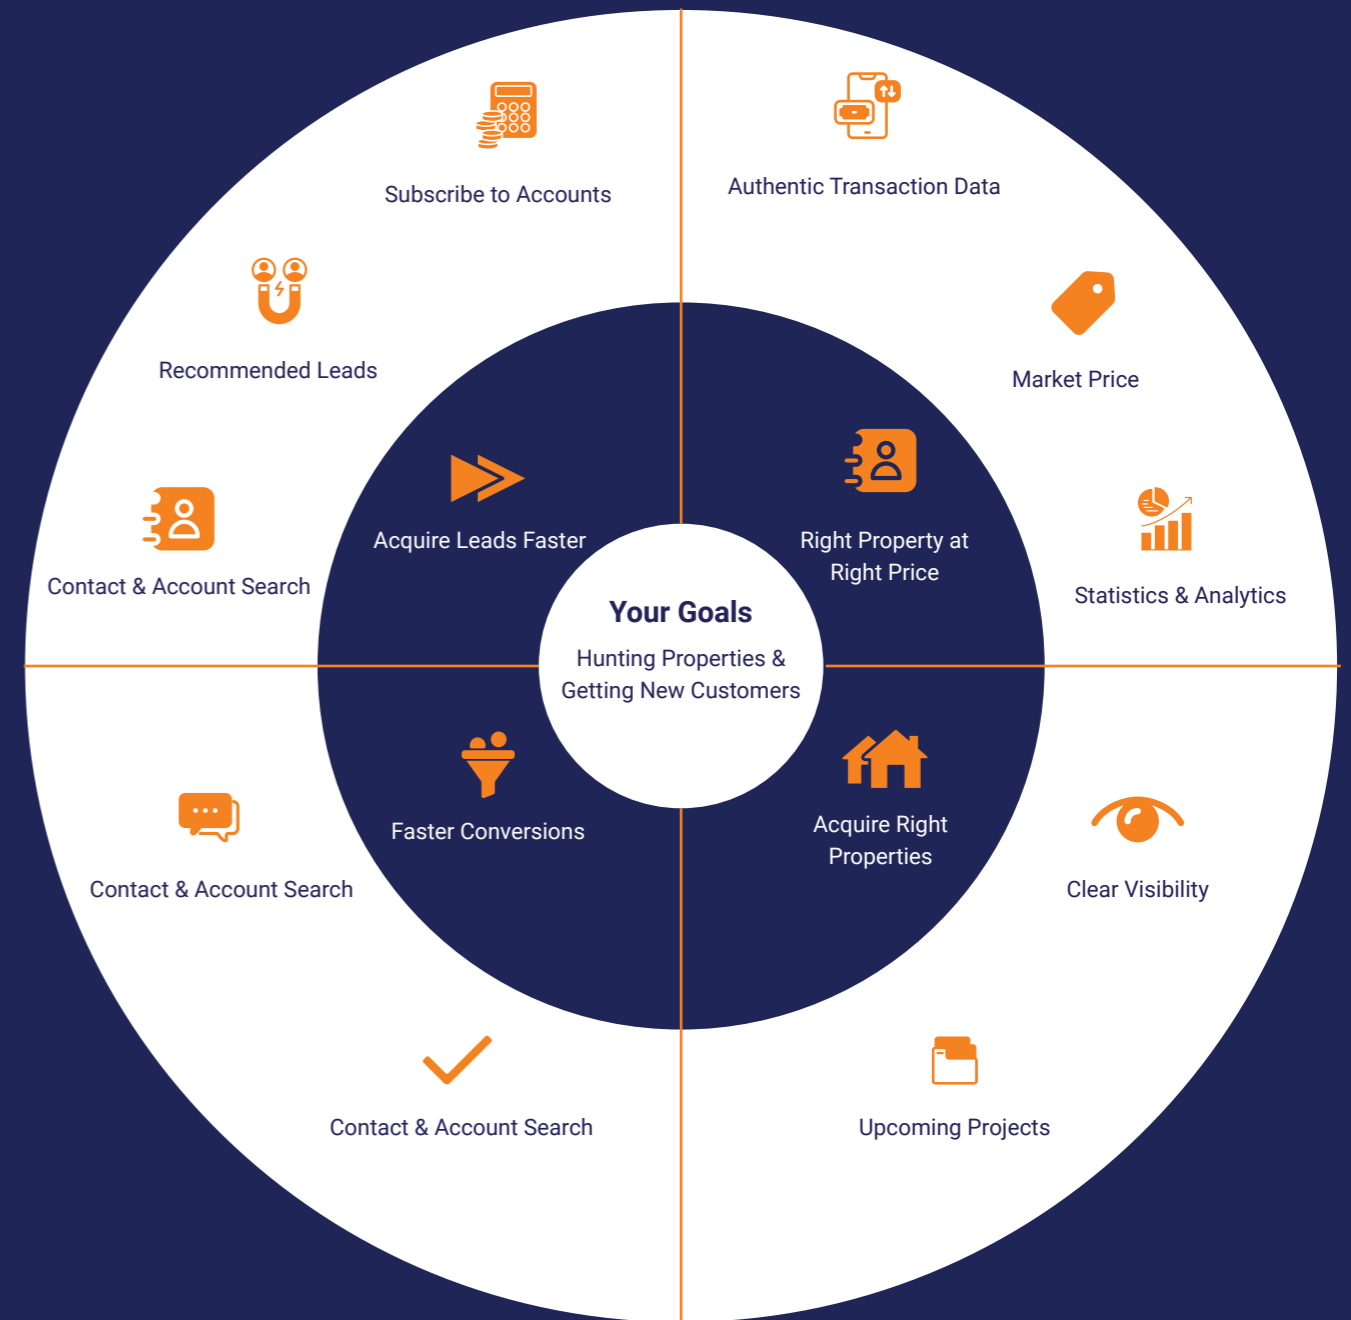 Subscribe to Accounts
Authentic Transaction Data
Recommended Leads
Market Price
Contact & Account Search
Statistics & Analytics
Acquire Leads Faster
Right Property at
Right Price
Your Goals
Hunting Properties &
Getting New Customers
Faster Conversions
Acquire Right
Properties
Contact & Account Search
Clear Visibility
Contact & Account Search
Upcoming Projects